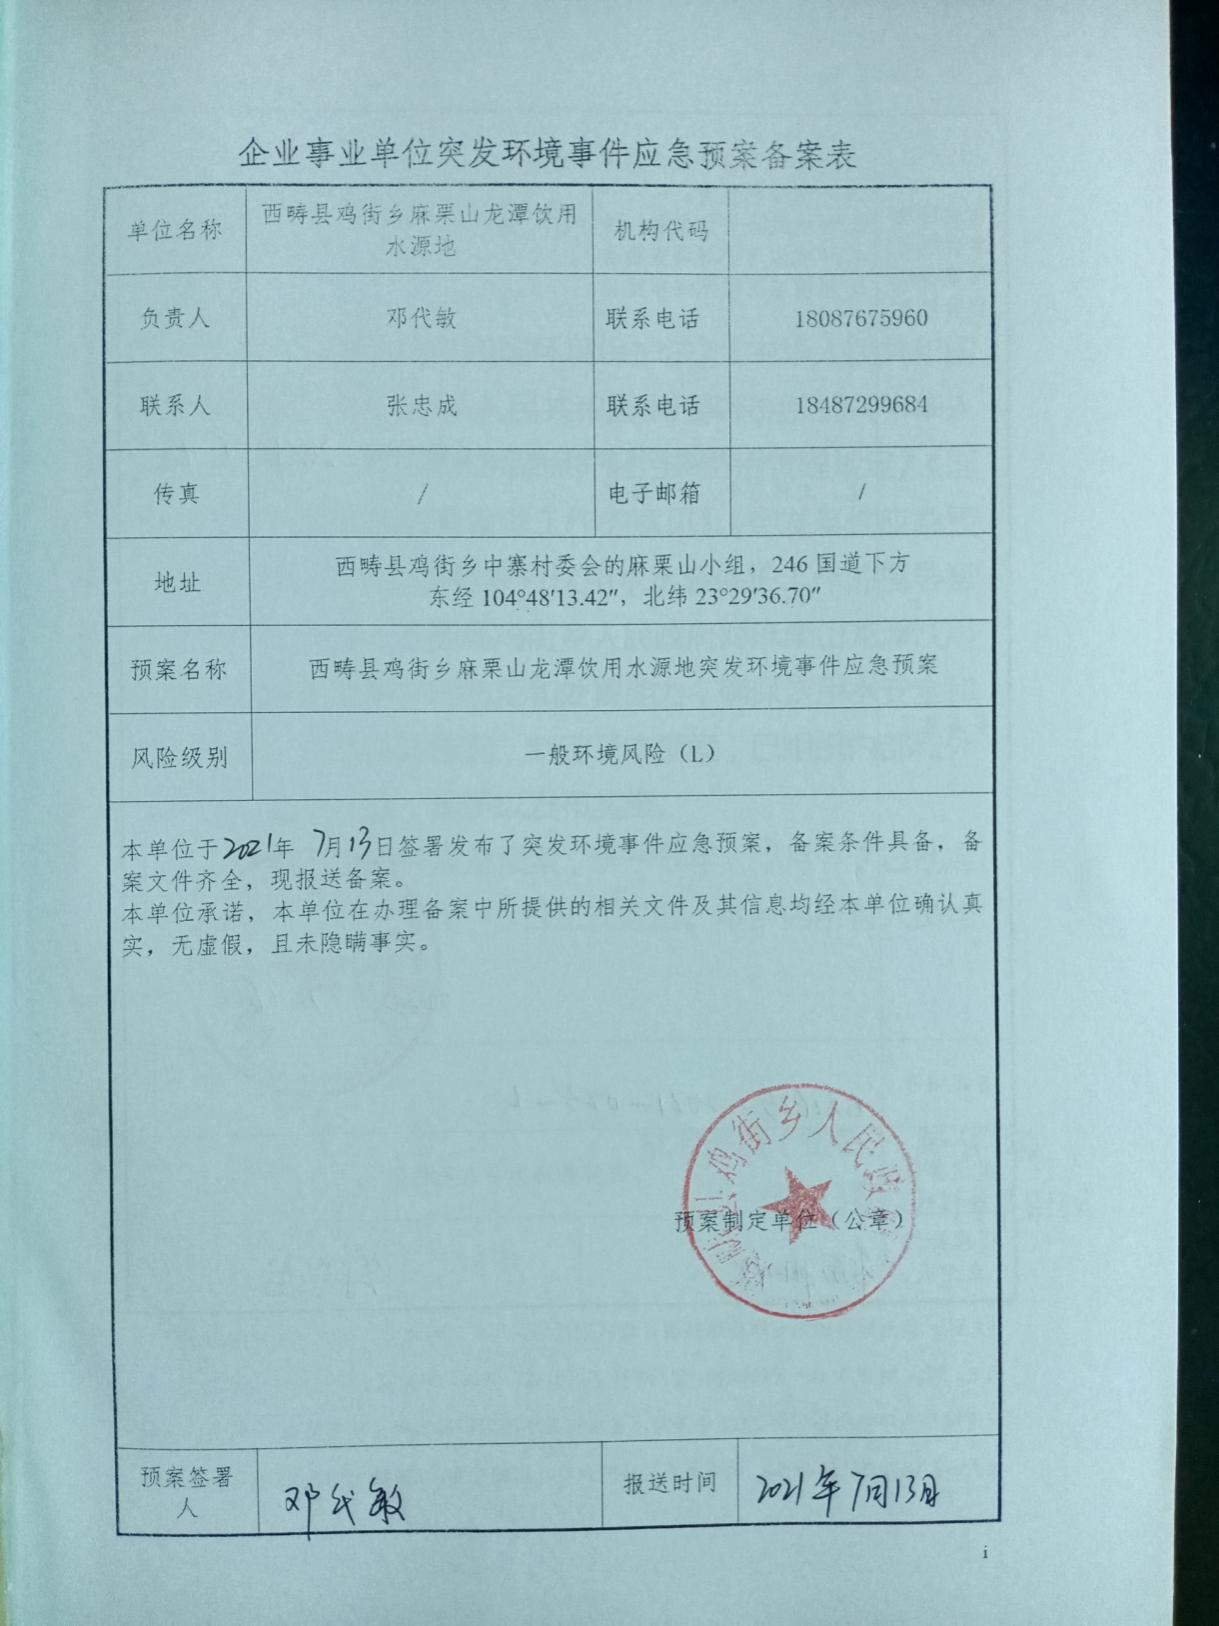 企业事业单位突发环境事件应急预案备案表
单位名称
西畴县鸡街乡麻栗山龙潭饮用
水源地
机构代码
负责人
邓代敏
联系电话
18087675960
联系人
张忠成
联系电话
18487299684
传真
/
电子邮箱
/
地址
西畴县鸡街乡中寨村委会的麻栗山小组，246 国道下方
东经 104°48′13.42″，北纬 23°29′36.70″
预案名称
西畴县鸡街乡麻栗山龙潭饮用水源地突发环境事件应急预案
风险级别
一般环境风险（L）
本单位于2021年 7月13日签署发布了突发环境事件应急预案，备案条件具备，备
案文件齐全，现报送备案。
本单位承诺，本单位在办理备案中所提供的相关文件及其信息均经本单位确认真
实，无虚假，且未隐瞒事实。
县鸡街乡人民政
预案制定单位（公章）
预案签署
人
邓代敏
报送时间
2021年7月13日
i